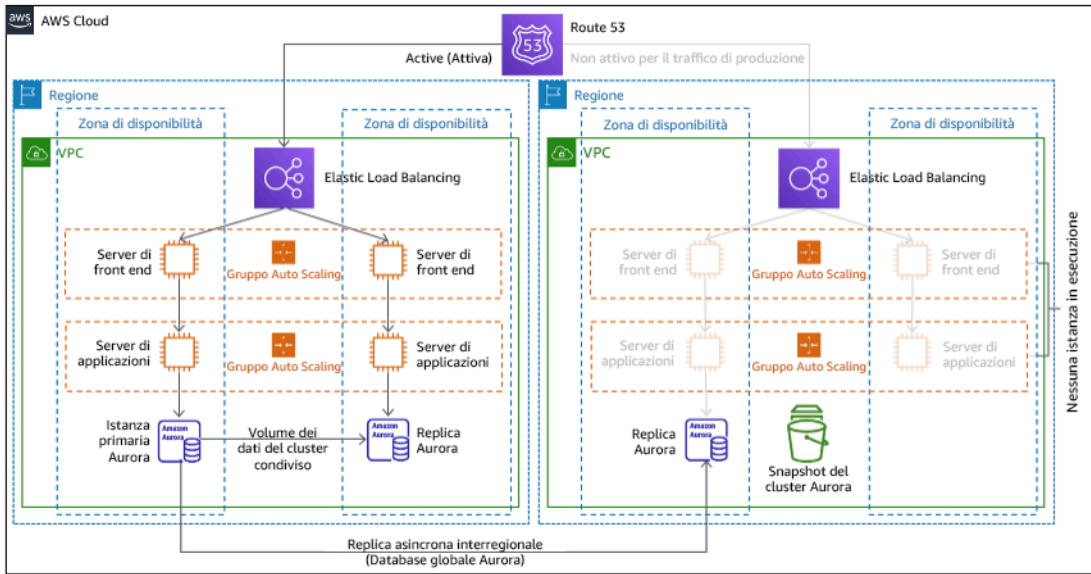 aws
AWS Cloud
53
Route 53
Active (Attiva)
Non attivo per il traffico di produzione
Regione
Zona di disponibilità
Zona di disponibilità
VPC
Elastic Load Balancing
Server di
front end
Gruppo Auto Scaling
Server di
front end
Server di
applicazioni
Gruppo Auto Scaling
Server di
applicazioni
Istanza
primaria
Aurora
Amazon
Aurora
Volume dei
dati del cluster
condiviso
Amazon
Aurora
Replica
Aurora
Regione
Zona di disponibilità
Zona di disponibilità
VPC
Elastic Load Balancing
Server di
front end
Gruppo Auto Scaling
Server di
front end
Server di
applicazioni
Gruppo Auto Scaling
Server di
applicazioni
Replica
Aurora
Amazon
Aurora
Snapshot del
cluster Aurora
Nessuna istanza in esecuzione
Replica asincrona interregionale
(Database globale Aurora)